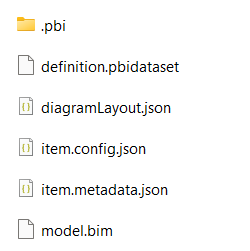 .pbi
definition.pbidataset
diagramLayout.json
item.config.json
item.metadata.json
model.bim